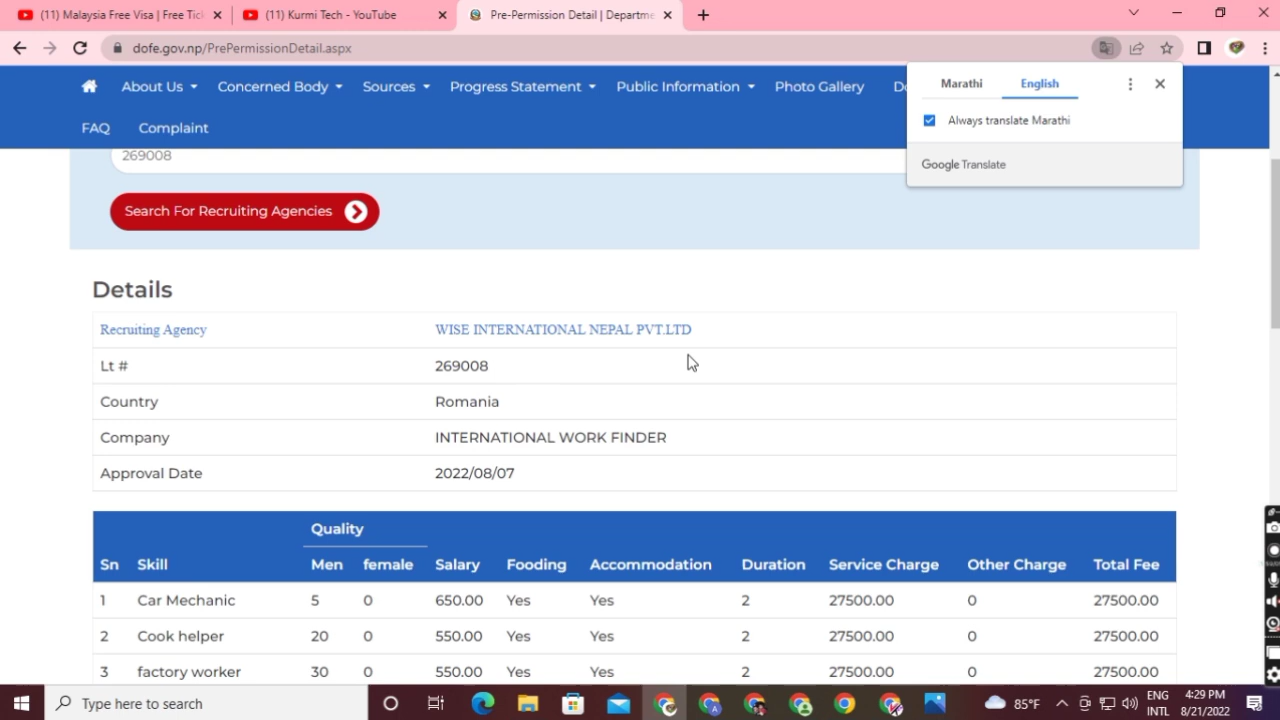 (11) Malaysia Free Visa | Free Tick
(11) Kurmi Tech - YouTube
Pre-Permission Detail | Departme
dofe.gov.np/PrePermissionDetail.aspx
About Us
Concerned Body
Sources
Progress Statement
Public Information
Photo Gallery
FAQ
Complaint
Marathi
English
Always translate Marathi
Google Translate
269008
Search For Recruiting Agencies
Details
Recruiting Agency WISE INTERNATIONAL NEPAL PVT.LTD
Lt # 269008
Country Romania
Company INTERNATIONAL WORK FINDER
Approval Date 2022/08/07
Quality
Sn Skill Men female Salary Fooding Accommodation Duration Service Charge Other Charge Total Fee
1 Car Mechanic 5 0 650.00 Yes Yes 2 27500.00 0 27500.00
2 Cook helper 20 0 550.00 Yes Yes 2 27500.00 0 27500.00
3 factory worker 30 0 550.00 Yes Yes 2 27500.00 0 27500.00
Type here to search
85°F
ENG
INTL
4:29 PM
8/21/2022